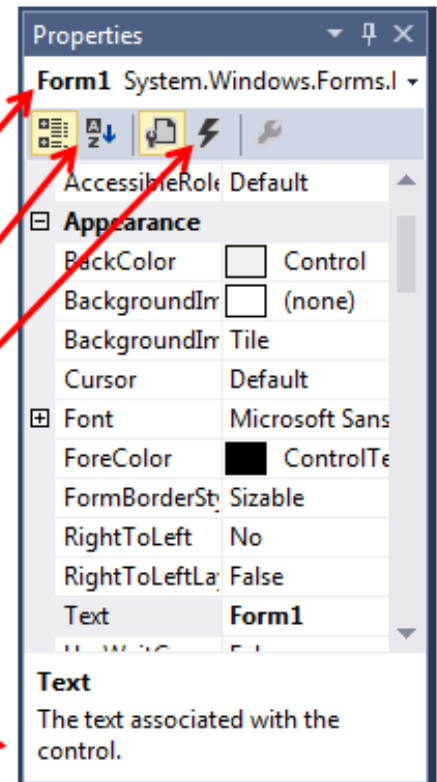 Properties
Form1 System.Windows.Forms.
A
Z
AccessibleRole Default
Appearance
BackColor Control
BackgroundIm (none)
BackgroundIm Tile
Cursor Default
Font Microsoft Sans
ForeColor ControlTe
FormBorderSty Sizable
RightToLeft No
RightToLeftLay False
Text Form1
Text
The text associated with the
control.